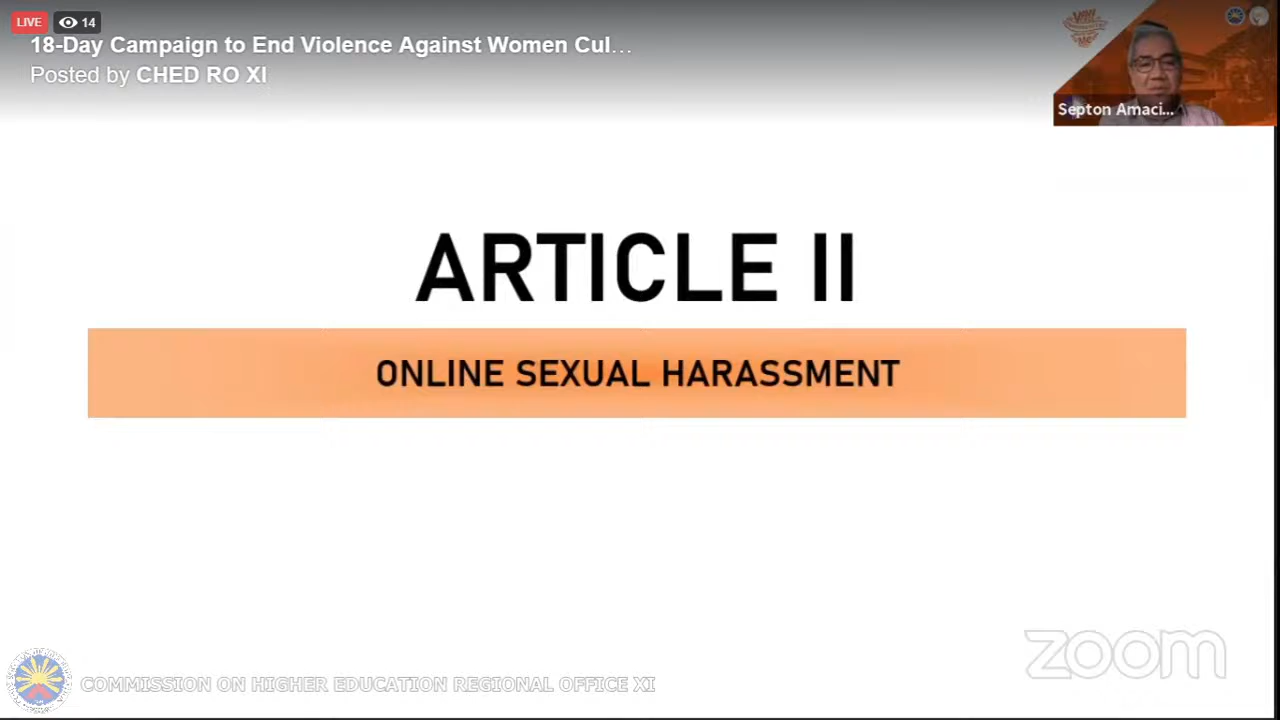 LIVE 14
18-Day Campaign to End Violence Against Women Cul...
Posted by CHED RO XI
Septon Amaci...
ARTICLE II
ONLINE SEXUAL HARASSMENT
zoom
COMMISSION ON HIGHER EDUCATION REGIONAL OFFICE XI